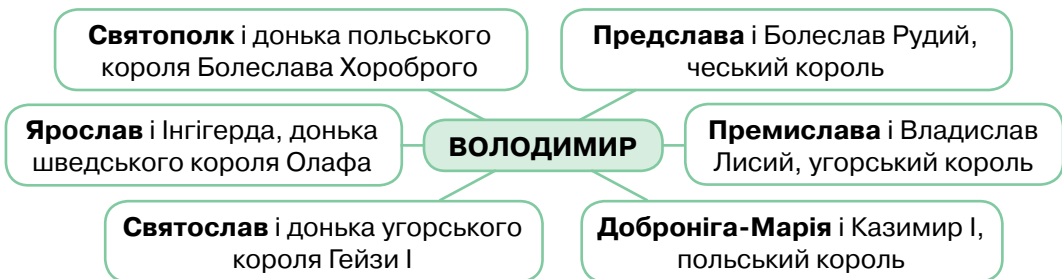 Святополк і донька польського
короля Болеслава Хороброго
Предслава і Болеслав Рудий,
чеський король
Ярослав і Інгігерда, донька
шведського короля Олафа
ВОЛОДИМИР
Премислава і Владислав
Лисий, угорський король
Святослав і донька угорського
короля Гейзи І
Доброніга-Марія і Казимир І,
польський король